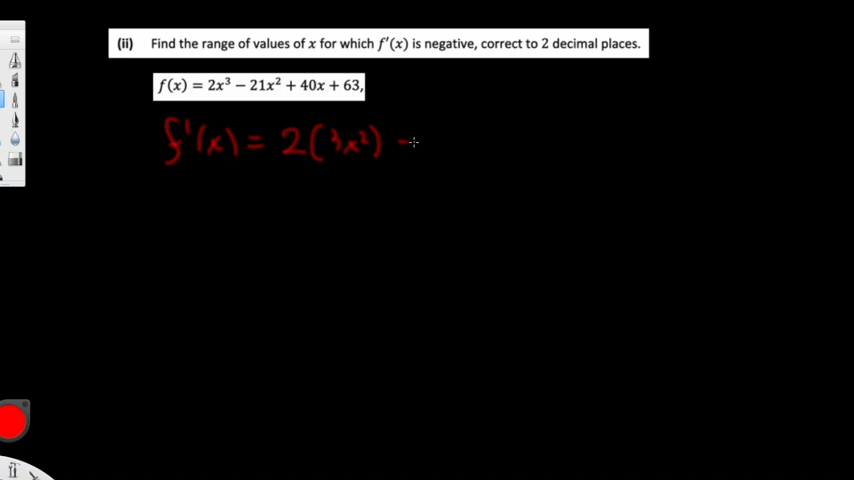 (ii) Find the range of values of x for which f′(x) is negative, correct to 2 decimal places.
f(x) = 2x³ − 21x² + 40x + 63,
f'(x) = 2(3x²) -